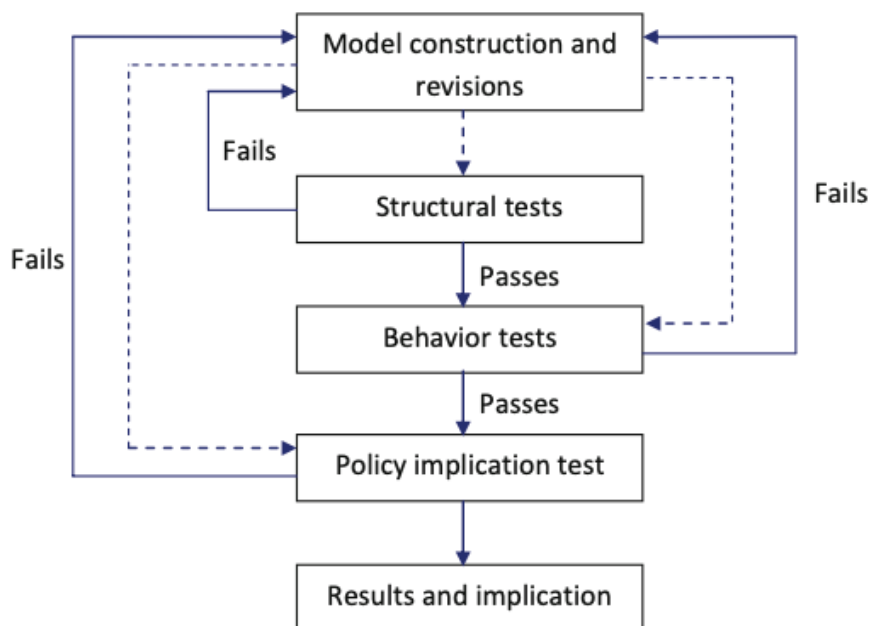 Model construction and
revisions
Fails
Structural tests
Fails
Fails
Passes
Behavior tests
Passes
Policy implication test
Results and implication